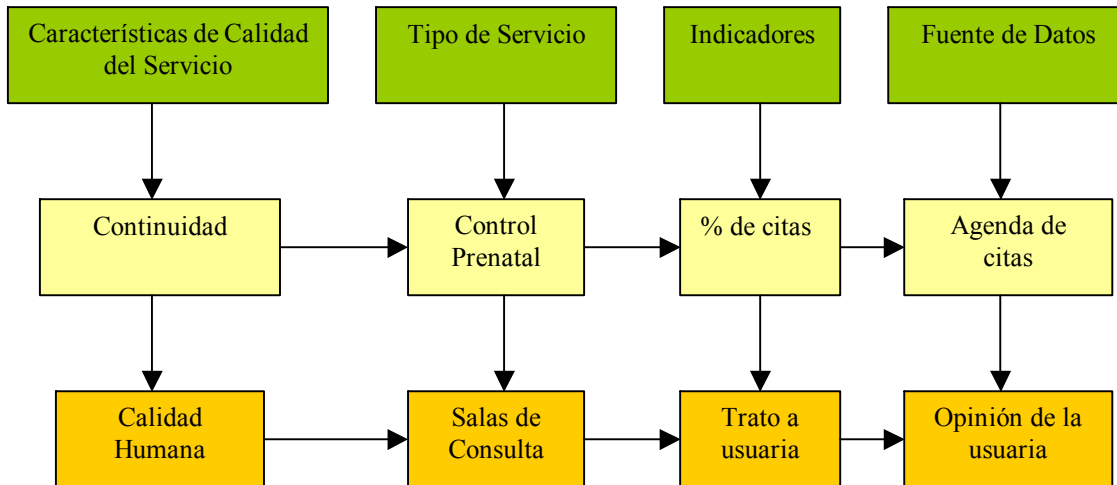 Características de Calidad
del Servicio
Tipo de Servicio
Indicadores
Fuente de Datos
Continuidad
Control
Prenatal
% de citas
Agenda de
citas
Calidad
Humana
Salas de
Consulta
Trato a
usuaria
Opinión de la
usuaria